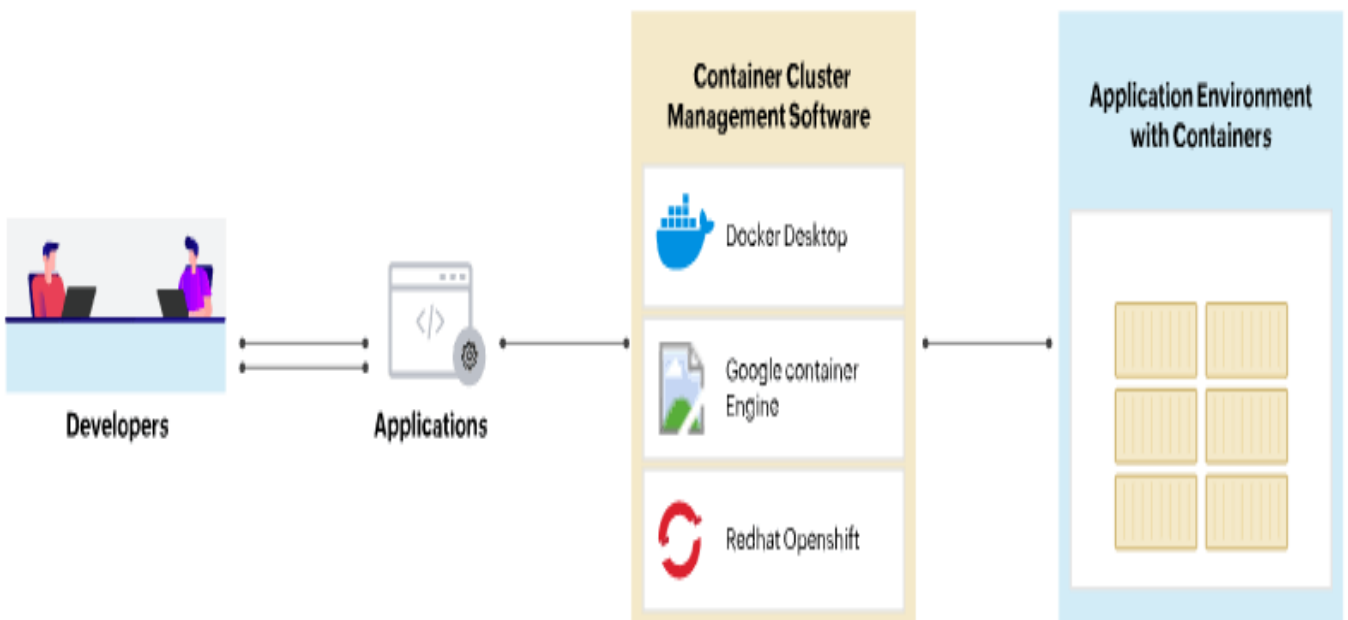 Container Cluster
Management Software
Application Environment
with Containers
Docker Desktop
Google container
Engine
Redhat Openshift
</>
Developers
Applications